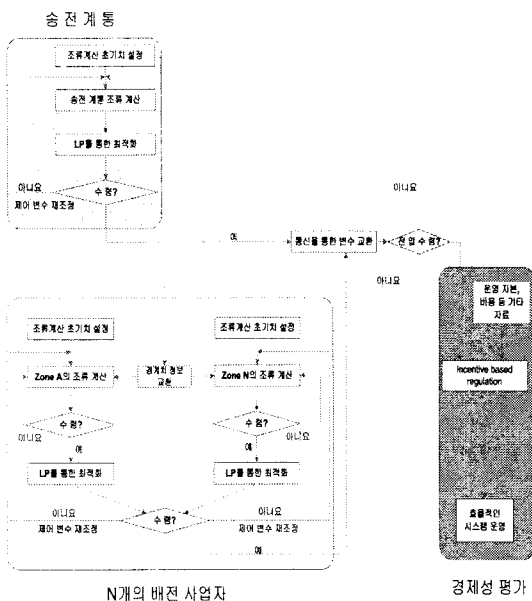 송전계통
조류계산 초기치 설정
송전 계통 조류 계산
LP를 통한 최적화
아니요
수 렴?
제어 변수 재조정
예
통신을 통한 변수 교환
아니요
전 압 수 렴?
아니요
운영 자본,
비용 등 기타
자료
Incentive based
regulation
효율적인
시스템 운영
경제성 평가
조류계산 초기치 설정
조류계산 초기치 설정
Zone A의 조류 계산
경계치 정보
교환
Zone N의 조류 계산
수 렴?
아니요
예
수 렴?
아니요
예
LP를 통한 최적화
LP를 통한 최적화
아니요
제어 변수 재조정
수 렴?
아니요
제어 변수 재조정
예
N개의 배전 사업자